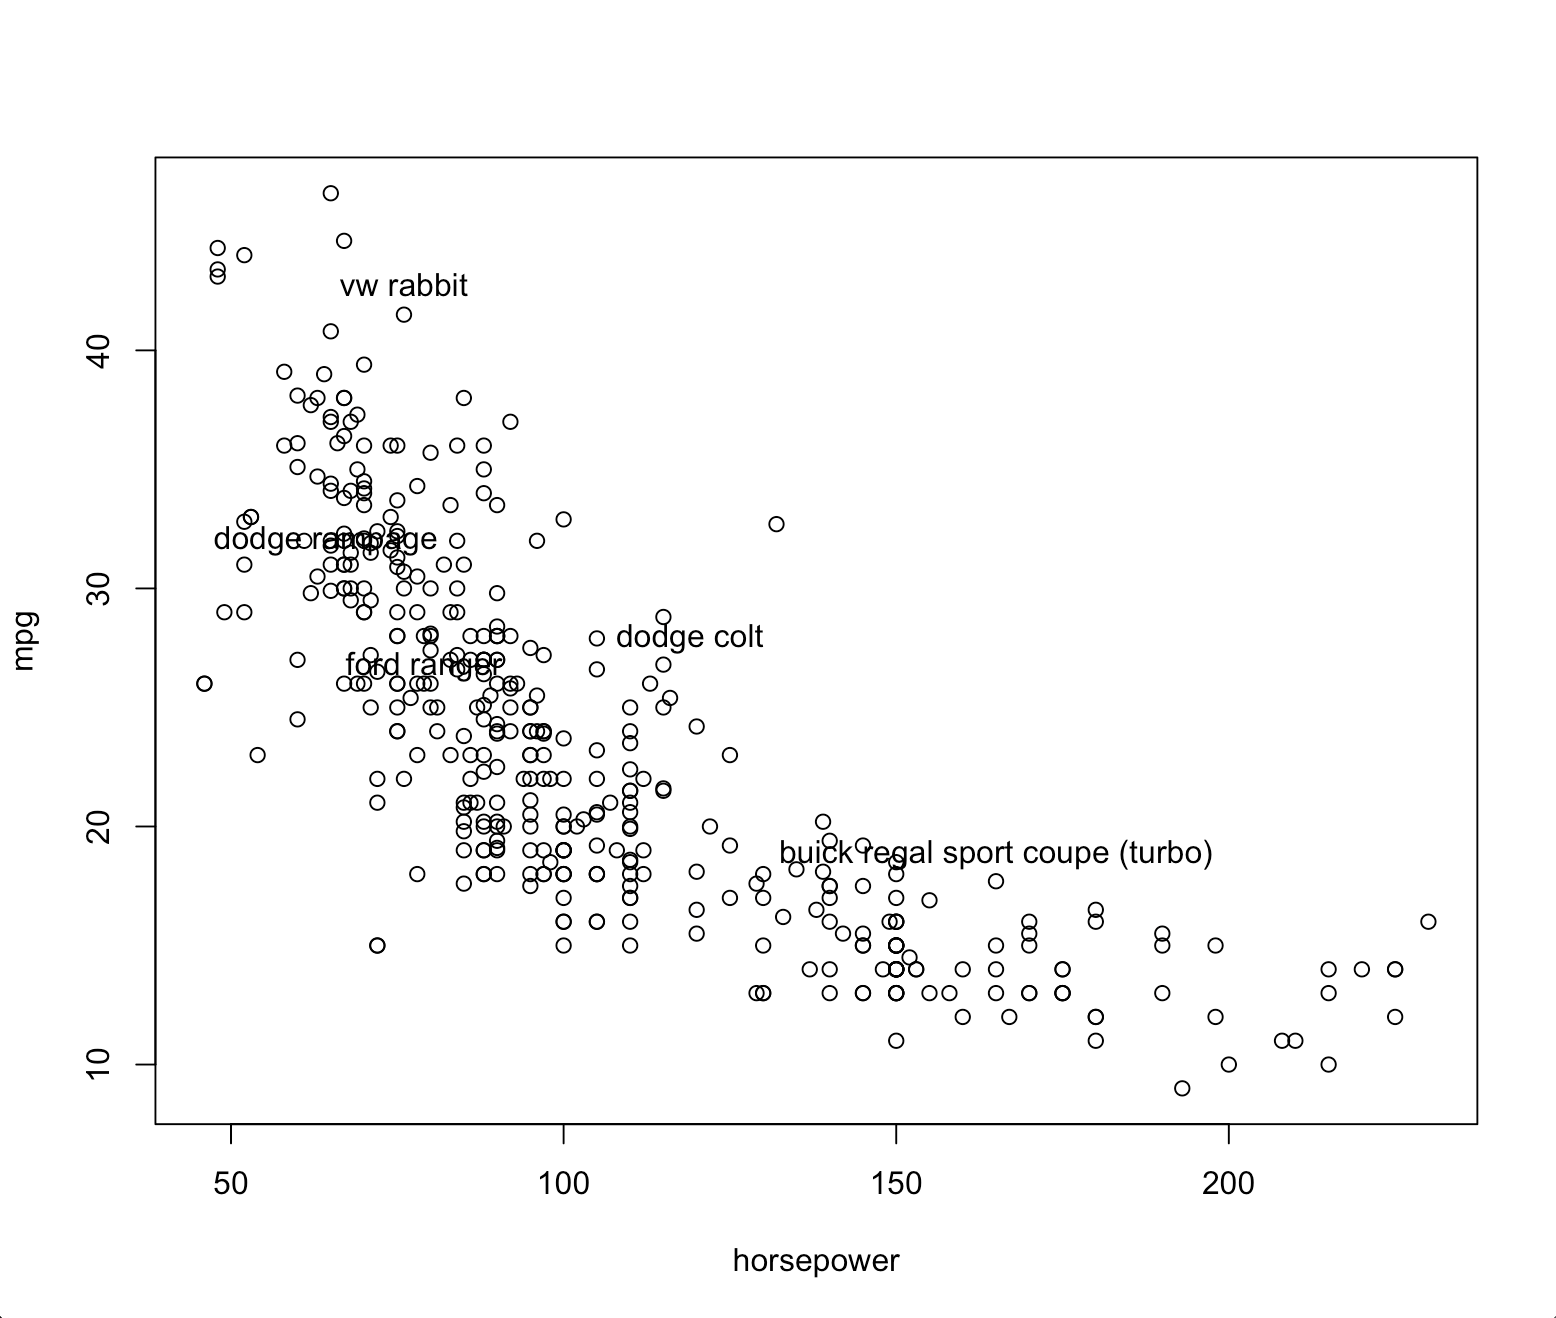 vw rabbit
40
dodge rampage
30
mpg
dodge colt
ford ranger
20
buick regal sport coupe (turbo)
10
50 100 150 200
horsepower